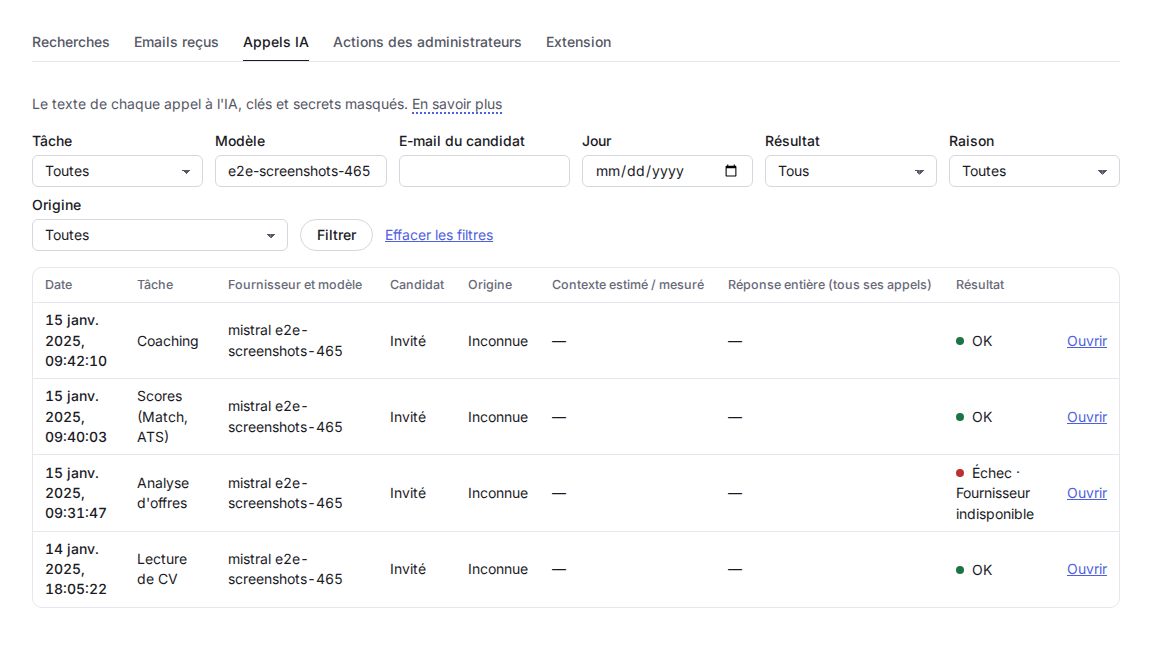 Recherches Emails reçus Appels IA Actions des administrateurs Extension
Le texte de chaque appel à l'IA, clés et secrets masqués. En savoir plus
Tâche Modèle E-mail du candidat Jour Résultat Raison
Toutes e2e-screenshots-465 mm/dd/yyyy Tous Toutes
Origine
Toutes Filtrer Effacer les filtres
Date Tâche Fournisseur et modèle Candidat Origine Contexte estimé / mesuré Réponse entière (tous ses appels) Résultat
15 janv.
2025,
09:42:10
Coaching
mistral e2e-
screenshots-465
Invité
Inconnue
—
—
OK
Ouvrir
15 janv.
2025,
09:40:03
Scores
(Match,
ATS)
mistral e2e-
screenshots-465
Invité
Inconnue
—
—
OK
Ouvrir
15 janv.
2025,
09:31:47
Analyse
d'offres
mistral e2e-
screenshots-465
Invité
Inconnue
—
—
Échec ·
Fournisseur
indisponible
Ouvrir
14 janv.
2025,
18:05:22
Lecture
de CV
mistral e2e-
screenshots-465
Invité
Inconnue
—
—
OK
Ouvrir